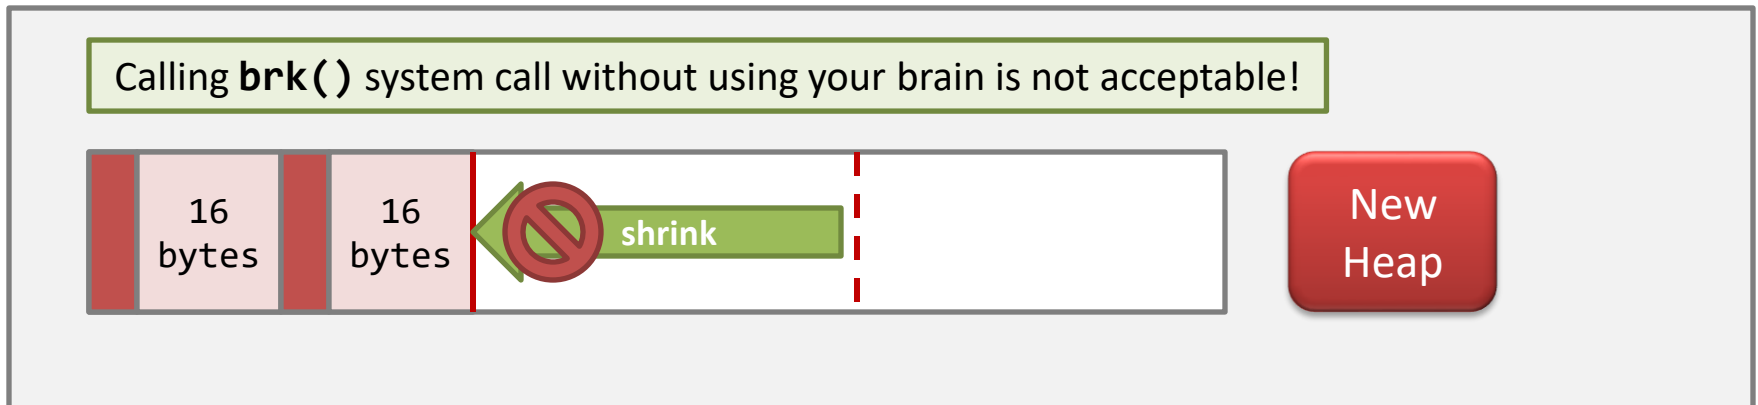 Calling brk() system call without using your brain is not acceptable!
16
bytes
16
bytes
shrink
New
Heap